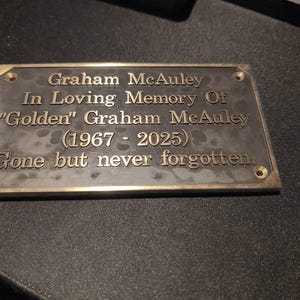 Graham McAuley
In Loving Memory Of
"Golden" Graham McAuley
(1967 - 2025)
Gone but never forgotten.